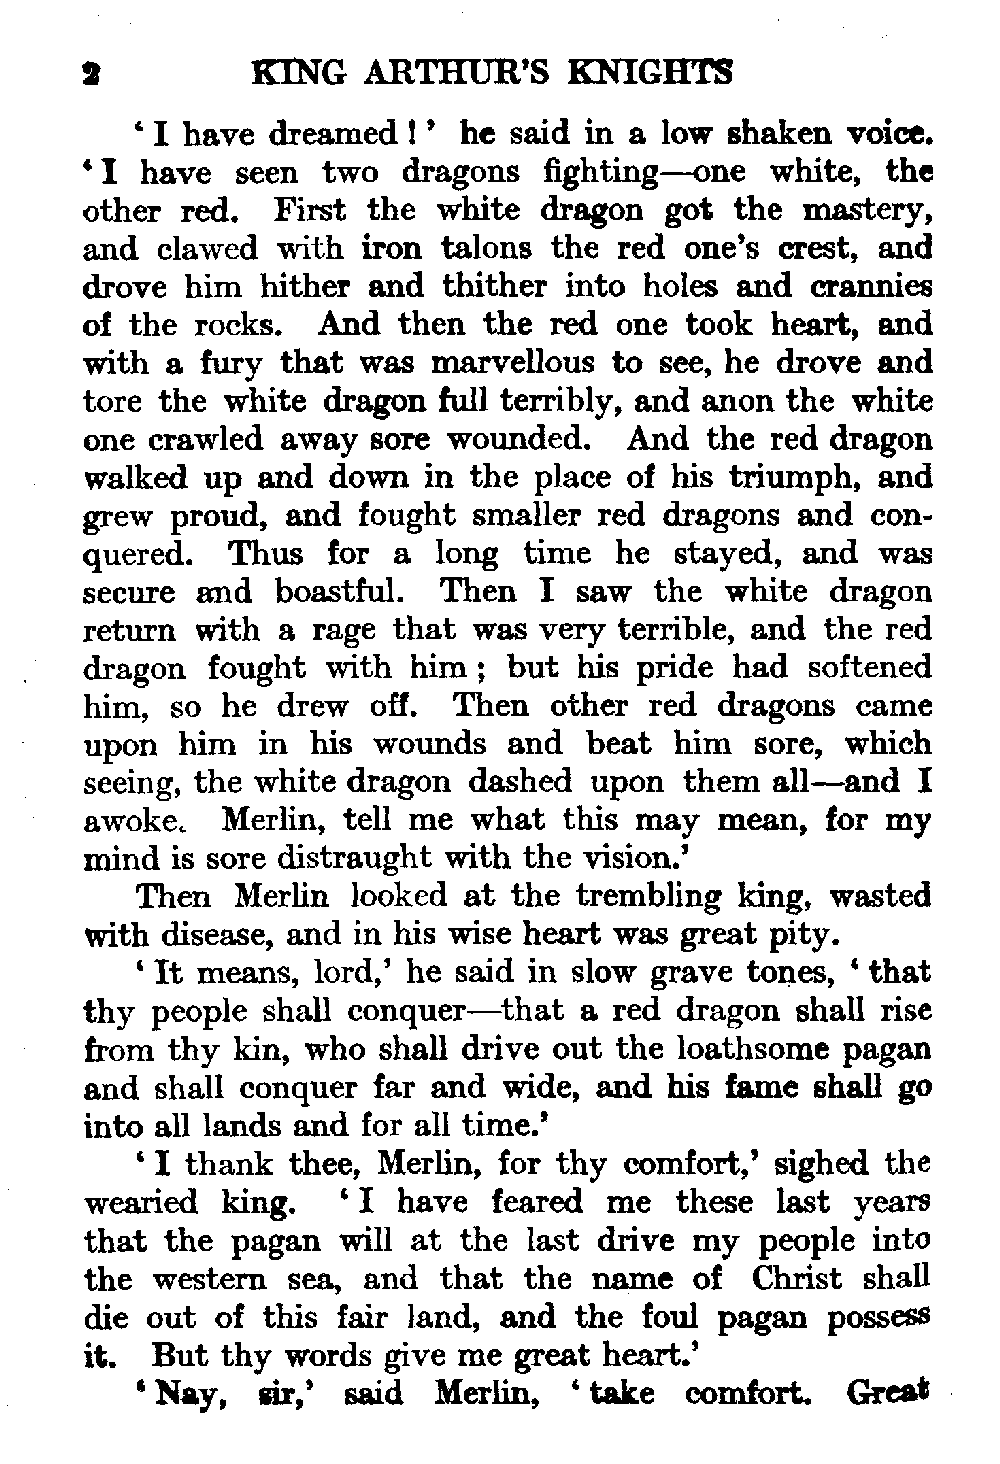 2 KING ARTHUR'S KNIGHTS
‘ I have dreamed ! ’ he said in a low shaken voice.
‘ I have seen two dragons fighting—one white, the
other red. First the white dragon got the mastery,
and clawed with iron talons the red one’s crest, and
drove him hither and thither into holes and crannies
of the rocks. And then the red one took heart, and
with a fury that was marvellous to see, he drove and
tore the white dragon full terribly, and anon the white
one crawled away sore wounded. And the red dragon
walked up and down in the place of his triumph, and
grew proud, and fought smaller red dragons and con-
quered. Thus for a long time he stayed, and was
secure and boastful. Then I saw the white dragon
return with a rage that was very terrible, and the red
dragon fought with him ; but his pride had softened
him, so he drew off. Then other red dragons came
upon him in his wounds and beat him sore, which
seeing, the white dragon dashed upon them all—and I
awoke. Merlin, tell me what this may mean, for my
mind is sore distraught with the vision.’
Then Merlin looked at the trembling king, wasted
with disease, and in his wise heart was great pity.
‘ It means, lord,’ he said in slow grave tones, ‘ that
thy people shall conquer—that a red dragon shall rise
from thy kin, who shall drive out the loathsome pagan
and shall conquer far and wide, and his fame shall go
into all lands and for all time.’
‘ I thank thee, Merlin, for thy comfort,’ sighed the
wearied king. ‘ I have feared me these last years
that the pagan will at the last drive my people into
the western sea, and that the name of Christ shall
die out of this fair land, and the foul pagan possess
it. But thy words give me great heart.’
‘ Nay, sir,’ said Merlin, ‘ take comfort. Great